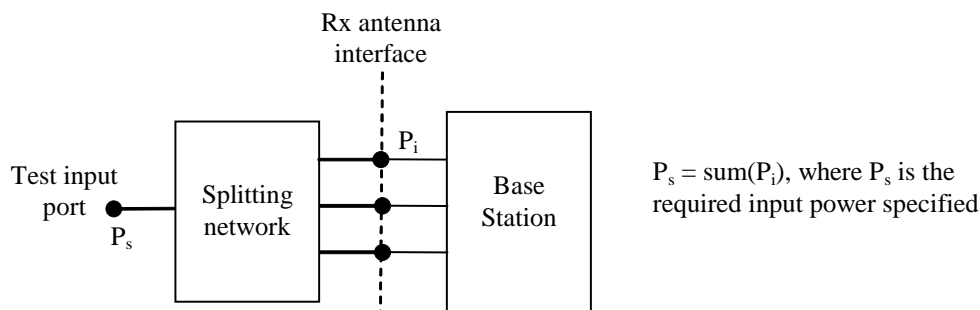 Rx antenna
interface
Pi
Test input
port
Ps
Splitting
network
Base
Station
Ps = sum(Pi), where Ps is the
required input power specified